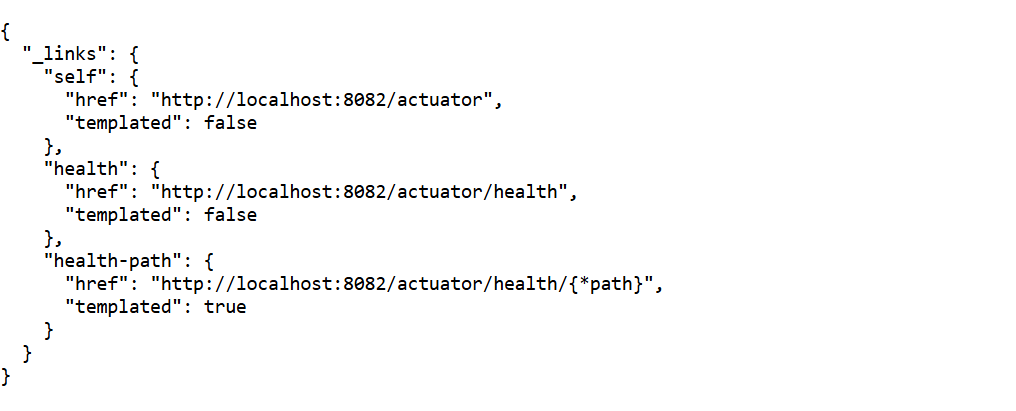 {
  "_links": {
    "self": {
      "href": "http://localhost:8082/actuator",
      "templated": false
    },
    "health": {
      "href": "http://localhost:8082/actuator/health",
      "templated": false
    },
    "health-path": {
      "href": "http://localhost:8082/actuator/health/{*path}",
      "templated": true
    }
  }
}